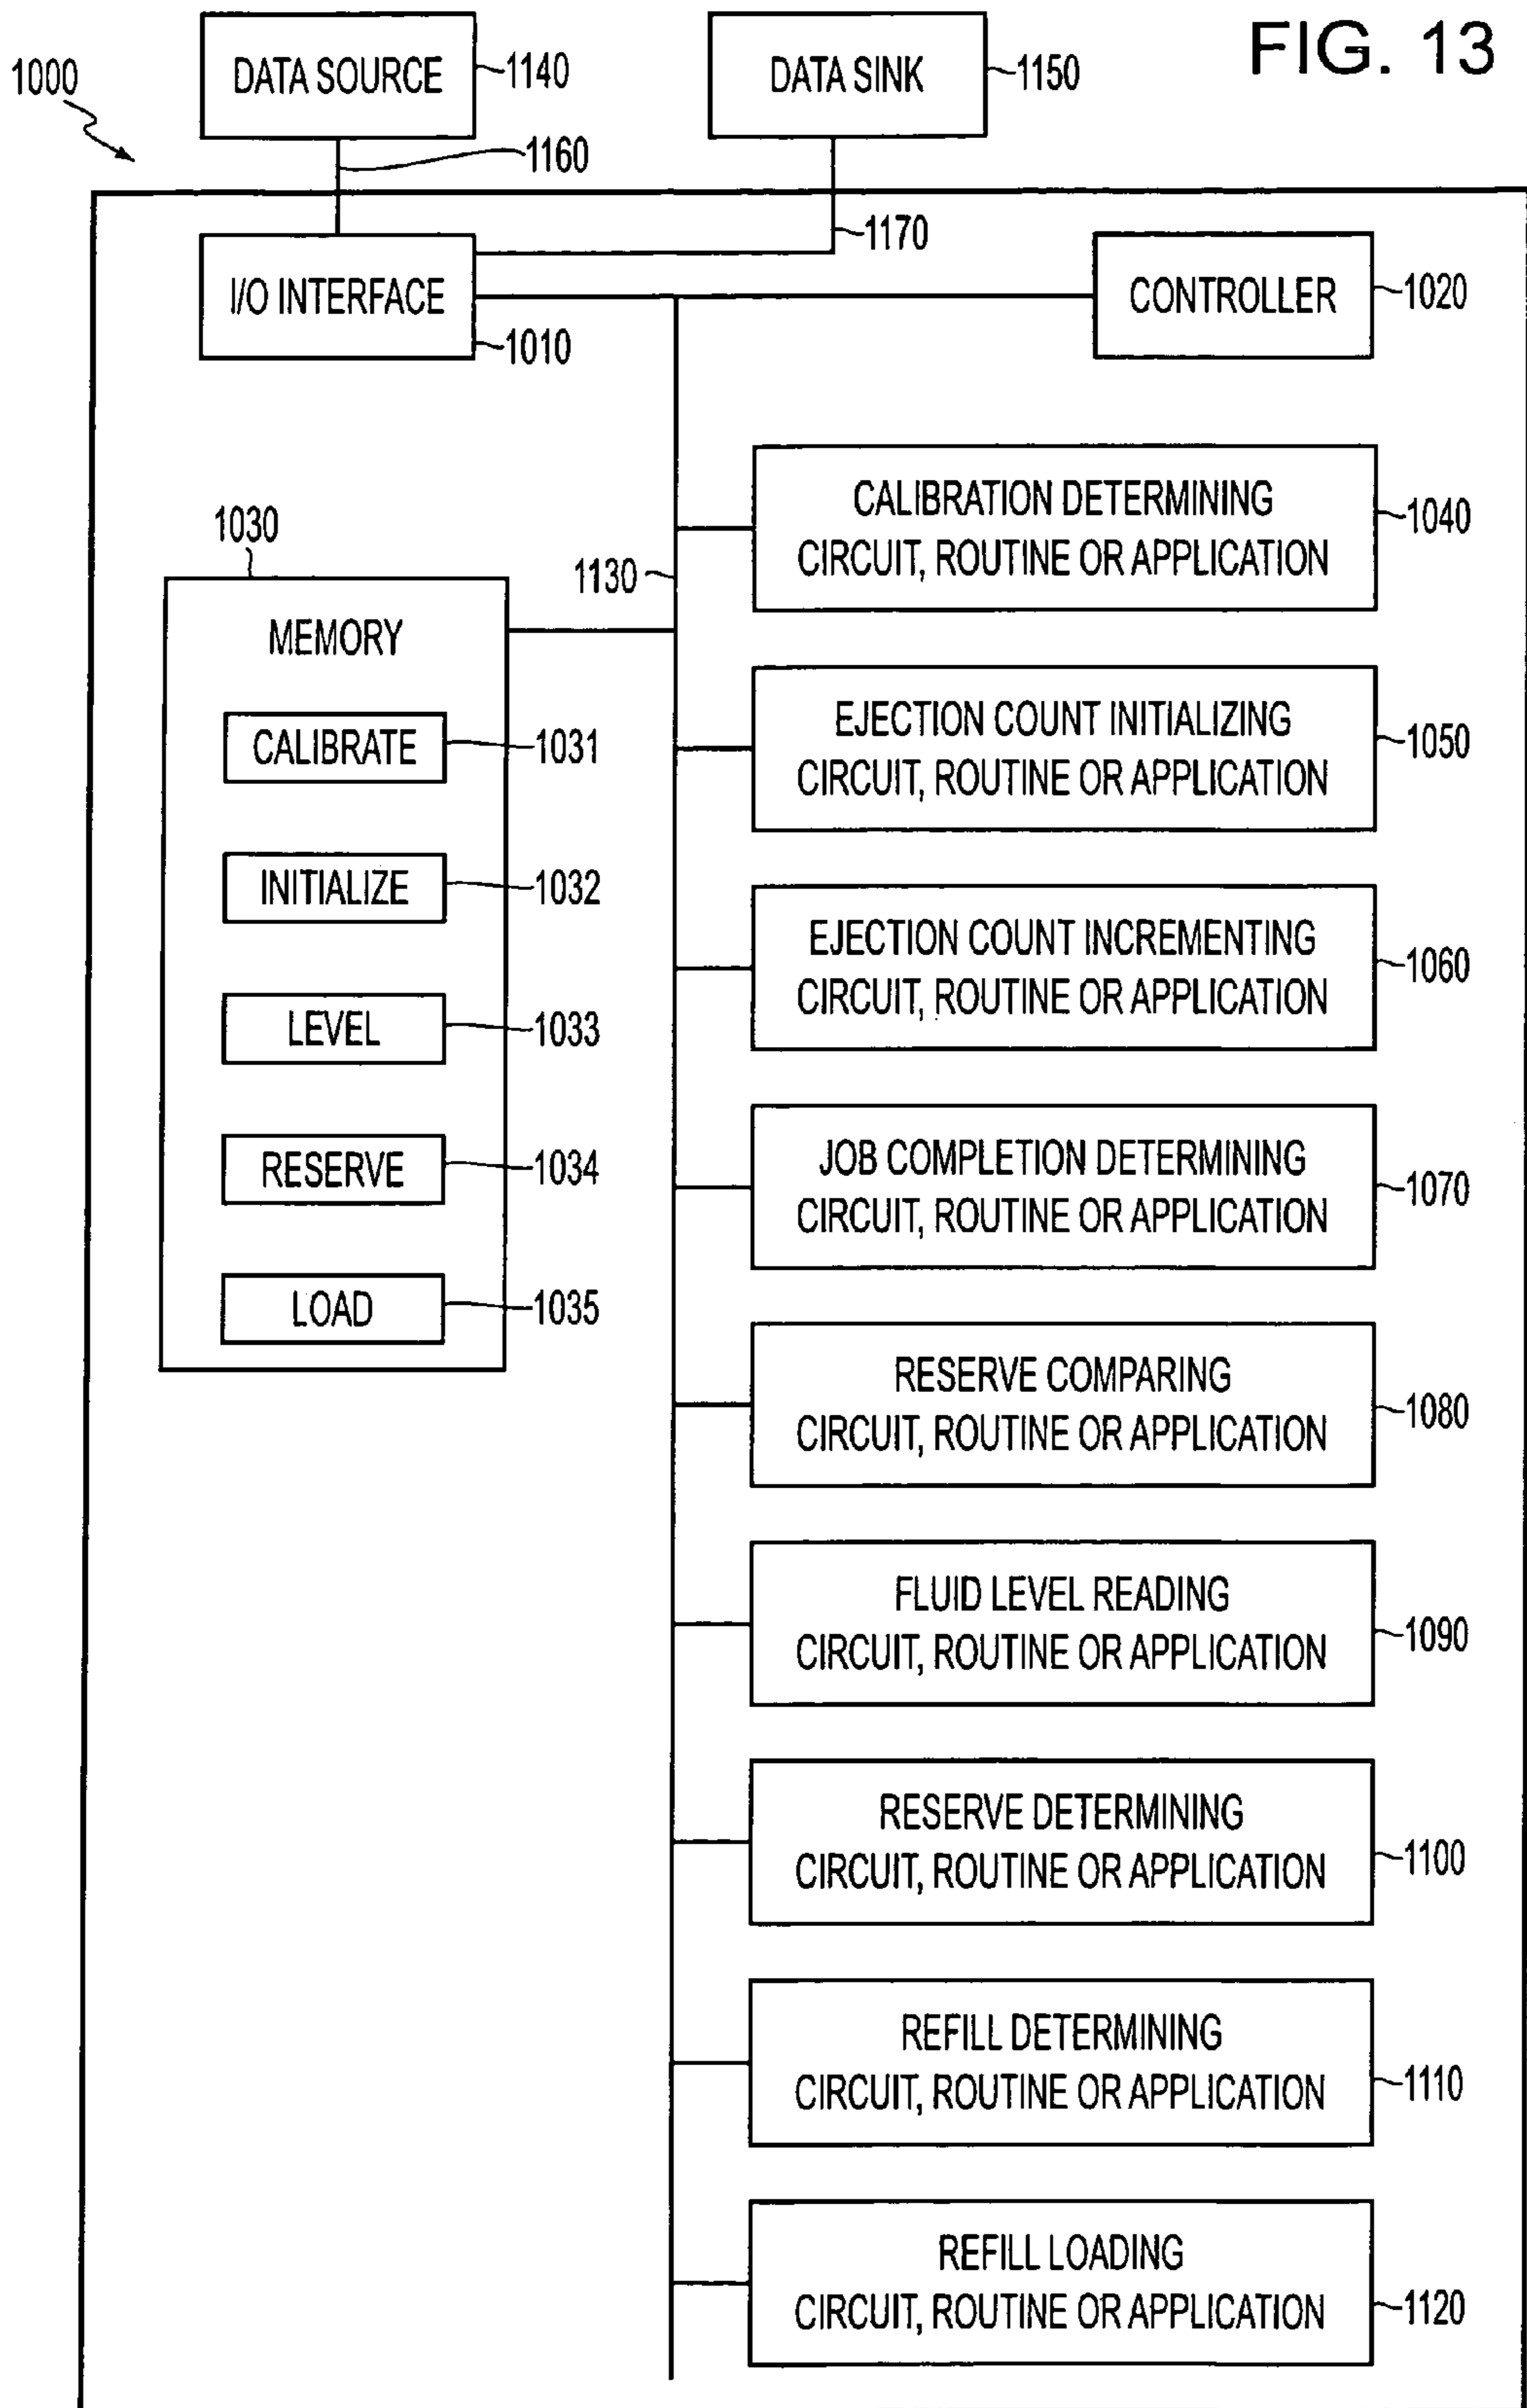 FIG. 13
1000
DATA SOURCE
1140
DATA SINK
1150
1160
1170
I/O INTERFACE
1010
CONTROLLER
1020
1030
MEMORY
1130
CALIBRATE
1031
INITIALIZE
1032
LEVEL
1033
RESERVE
1034
LOAD
1035
CALIBRATION DETERMINING
CIRCUIT, ROUTINE OR APPLICATION
1040
EJECTION COUNT INITIALIZING
CIRCUIT, ROUTINE OR APPLICATION
1050
EJECTION COUNT INCREMENTING
CIRCUIT, ROUTINE OR APPLICATION
1060
JOB COMPLETION DETERMINING
CIRCUIT, ROUTINE OR APPLICATION
1070
RESERVE COMPARING
CIRCUIT, ROUTINE OR APPLICATION
1080
FLUID LEVEL READING
CIRCUIT, ROUTINE OR APPLICATION
1090
RESERVE DETERMINING
CIRCUIT, ROUTINE OR APPLICATION
1100
REFILL DETERMINING
CIRCUIT, ROUTINE OR APPLICATION
1110
REFILL LOADING
CIRCUIT, ROUTINE OR APPLICATION
1120